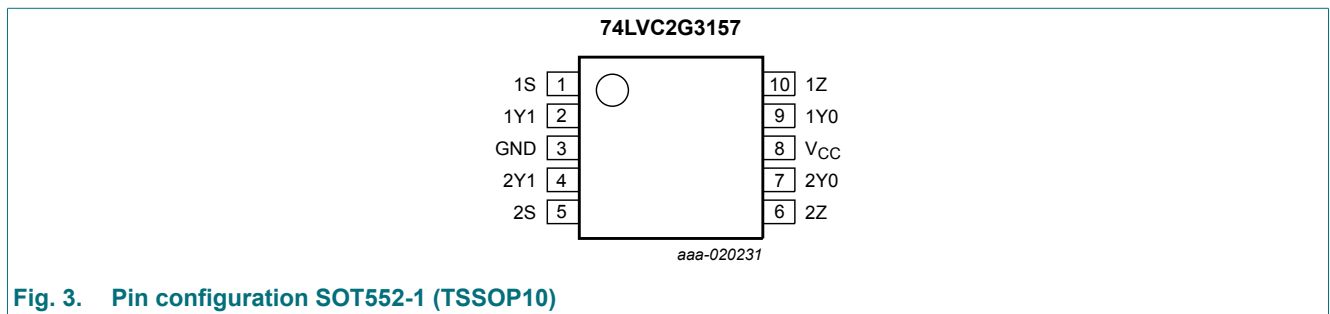 74LVC2G3157
1S 1 10 1Z
1Y1 2 9 1Y0
GND 3 8 VCC
2Y1 4 7 2Y0
2S 5 6 2Z
aaa-020231
Fig. 3. Pin configuration SOT552-1 (TSSOP10)